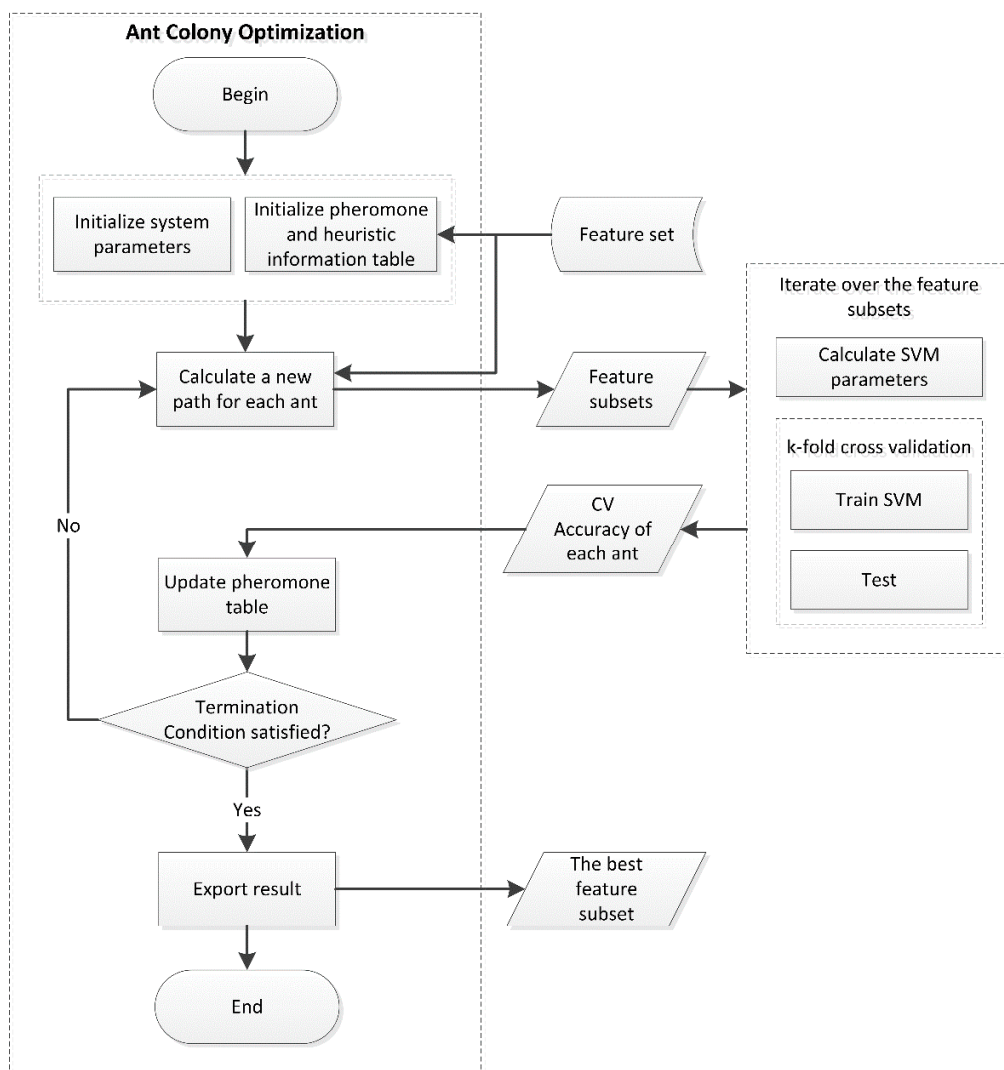 Ant Colony Optimization
Begin
Initialize system
parameters
Initialize pheromone
and heuristic
information table
Feature set
Iterate over the feature
subsets
Calculate SVM
parameters
Calculate a new
path for each ant
Feature
subsets
k-fold cross validation
Train SVM
Test
CV
Accuracy of
each ant
No
Update pheromone
table
Termination
Condition satisfied?
Yes
Export result
The best
feature
subset
End